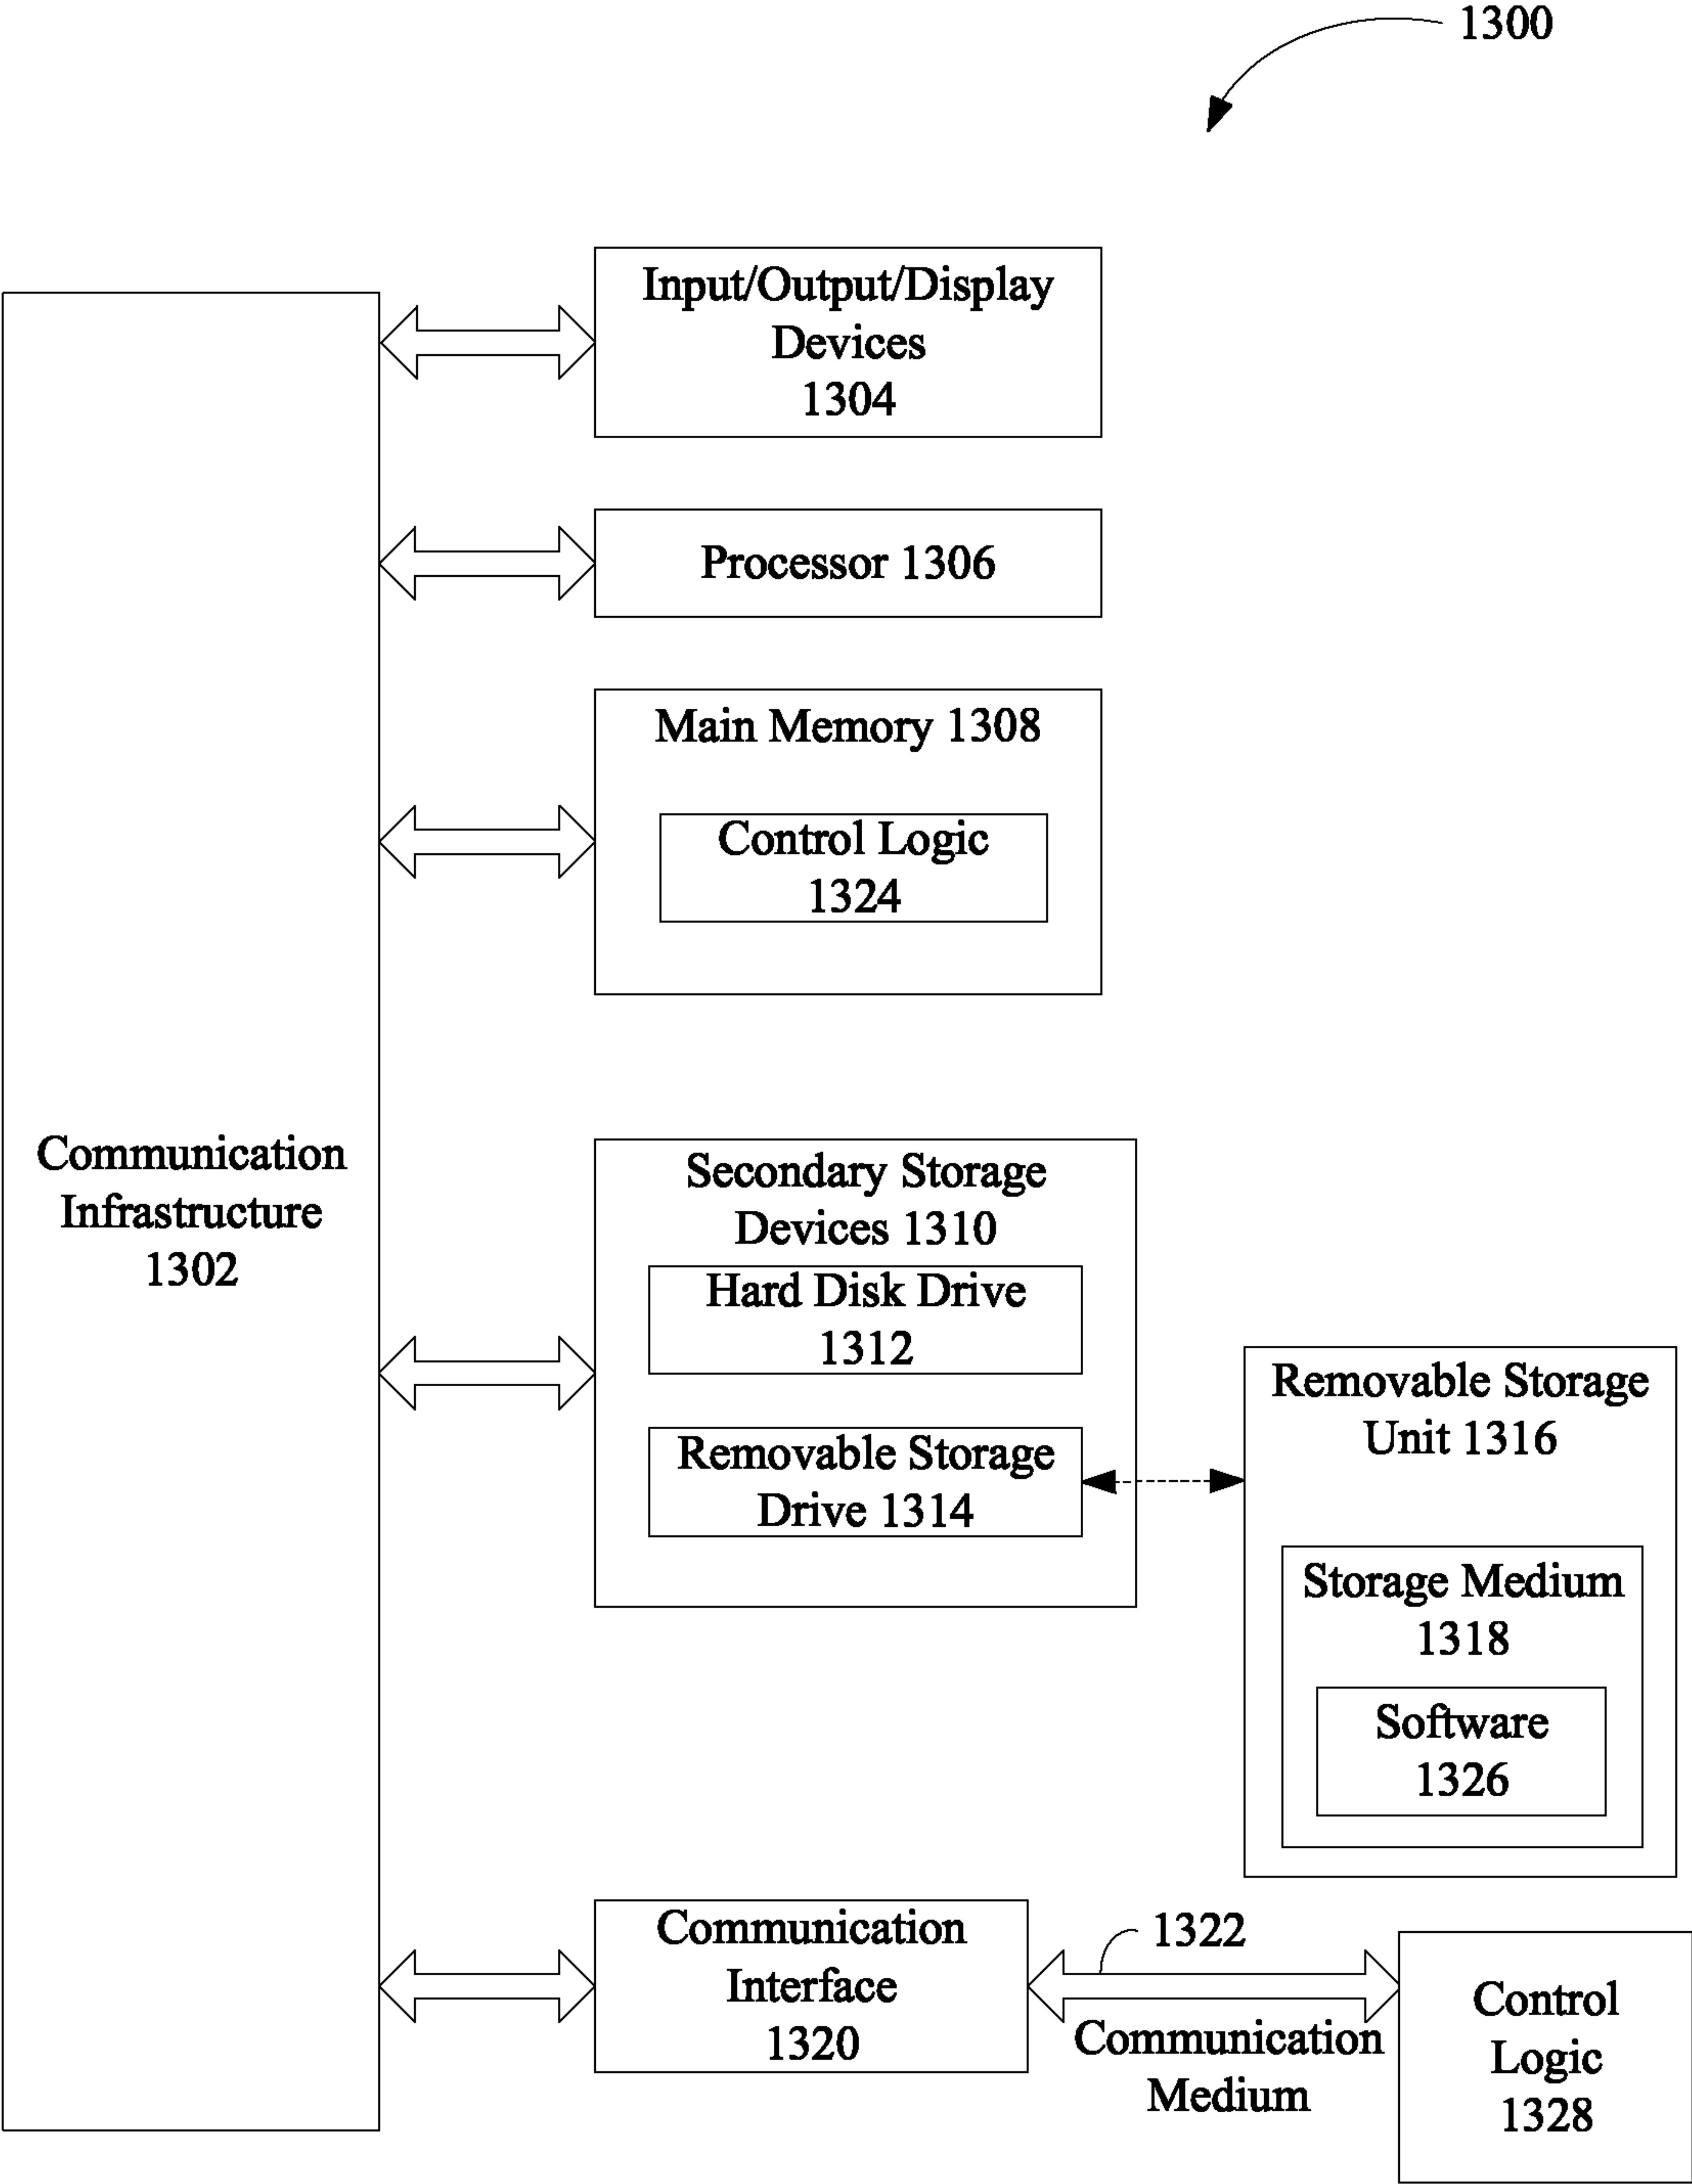 1300
Input/Output/Display
Devices
1304
Processor 1306
Main Memory 1308
Control Logic
1324
Communication
Infrastructure
1302
Secondary Storage
Devices 1310
Hard Disk Drive
1312
Removable Storage
Drive 1314
Removable Storage
Unit 1316
Storage Medium
1318
Software
1326
Communication
Interface
1320
1322
Communication
Medium
Control
Logic
1328